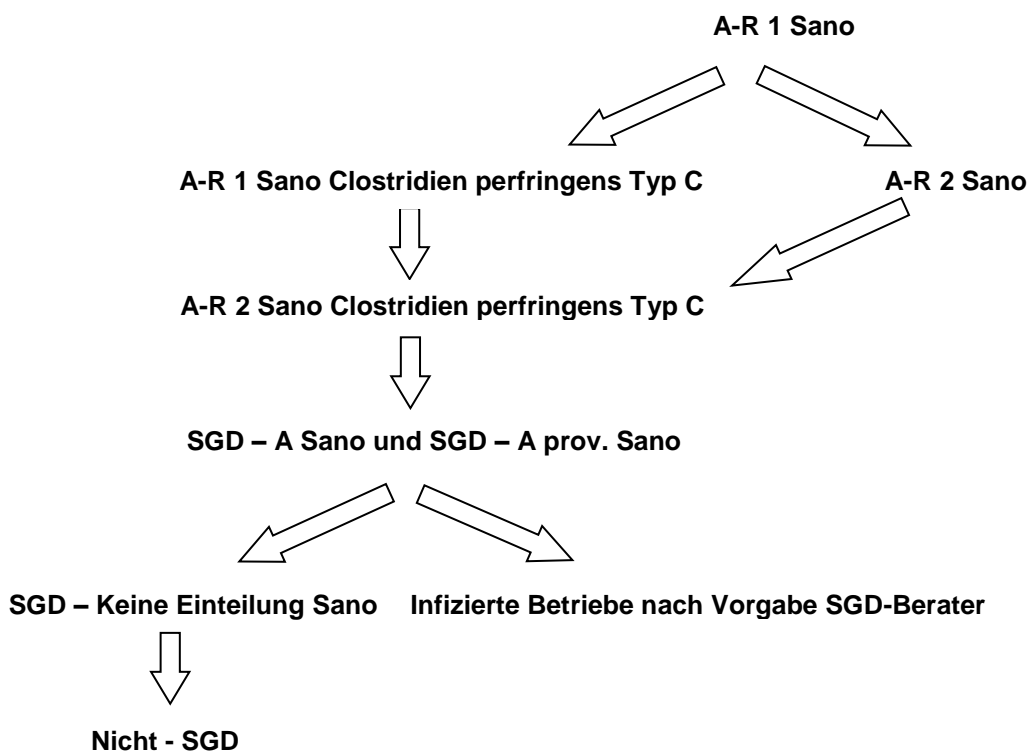 A-R 1 Sano
A-R 1 Sano Clostridien perfringens Typ C
A-R 2 Sano
A-R 2 Sano Clostridien perfringens Typ C
SGD – A Sano und SGD – A prov. Sano
SGD – Keine Einteilung Sano
Infizierte Betriebe nach Vorgabe SGD-Berater
Nicht - SGD